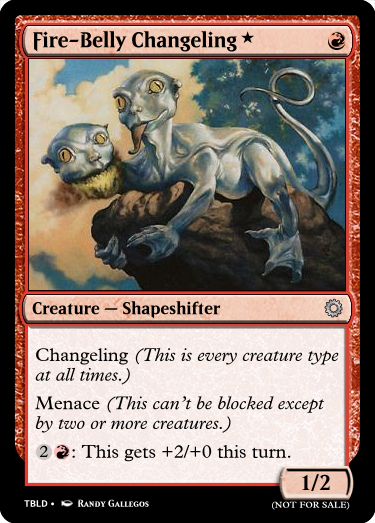 Fire-Belly Changeling ★
Creature — Shapeshifter
Changeling (This is every creature type
at all times.)
Menace (This can't be blocked except
by two or more creatures.)
2 R: This gets +2/+0 this turn.
1/2
TBLD • Randy Gallegos
(NOT FOR SALE)